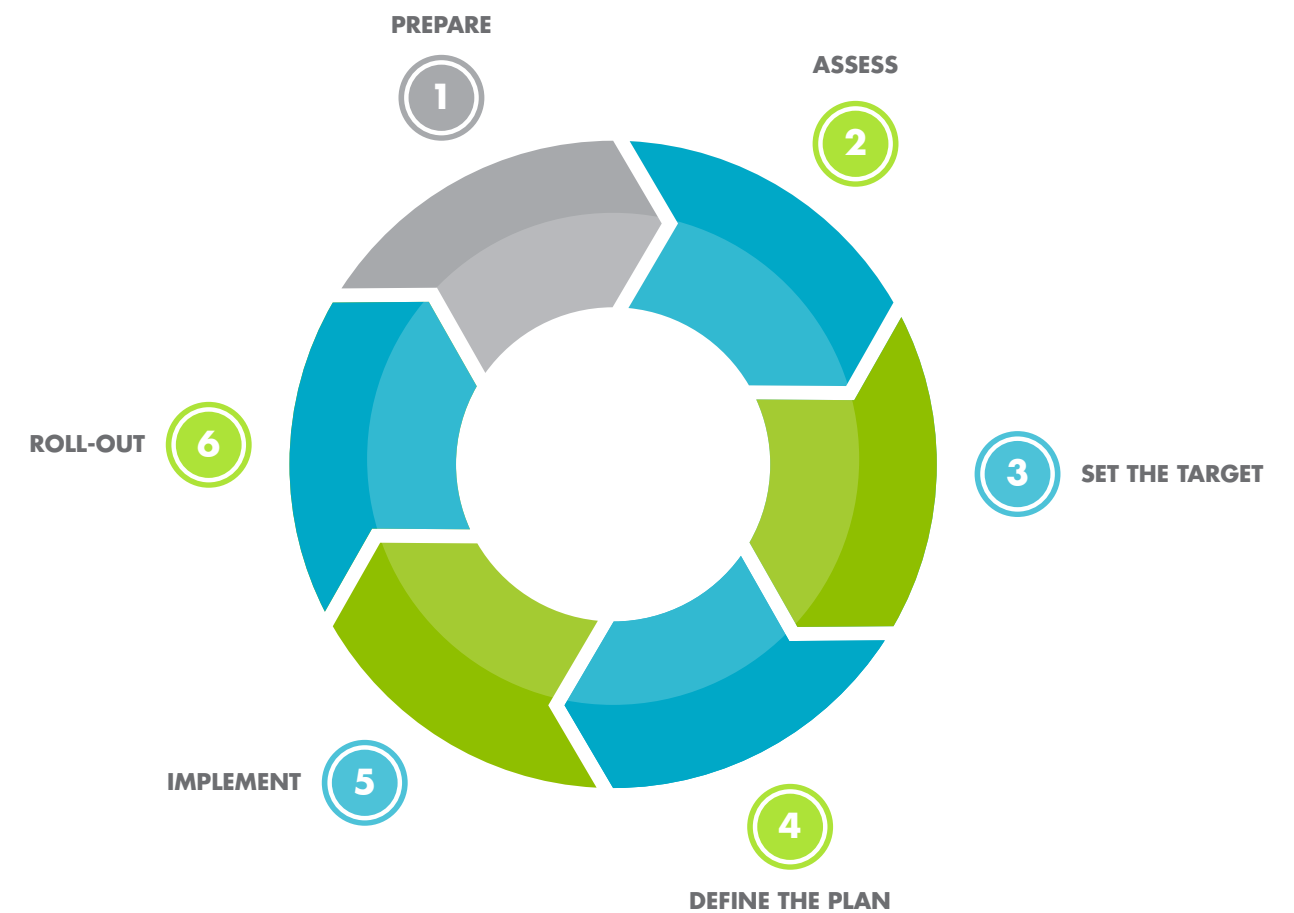 PREPARE
1
ASSESS
2
3
SET THE TARGET
4
DEFINE THE PLAN
IMPLEMENT
5
ROLL-OUT
6